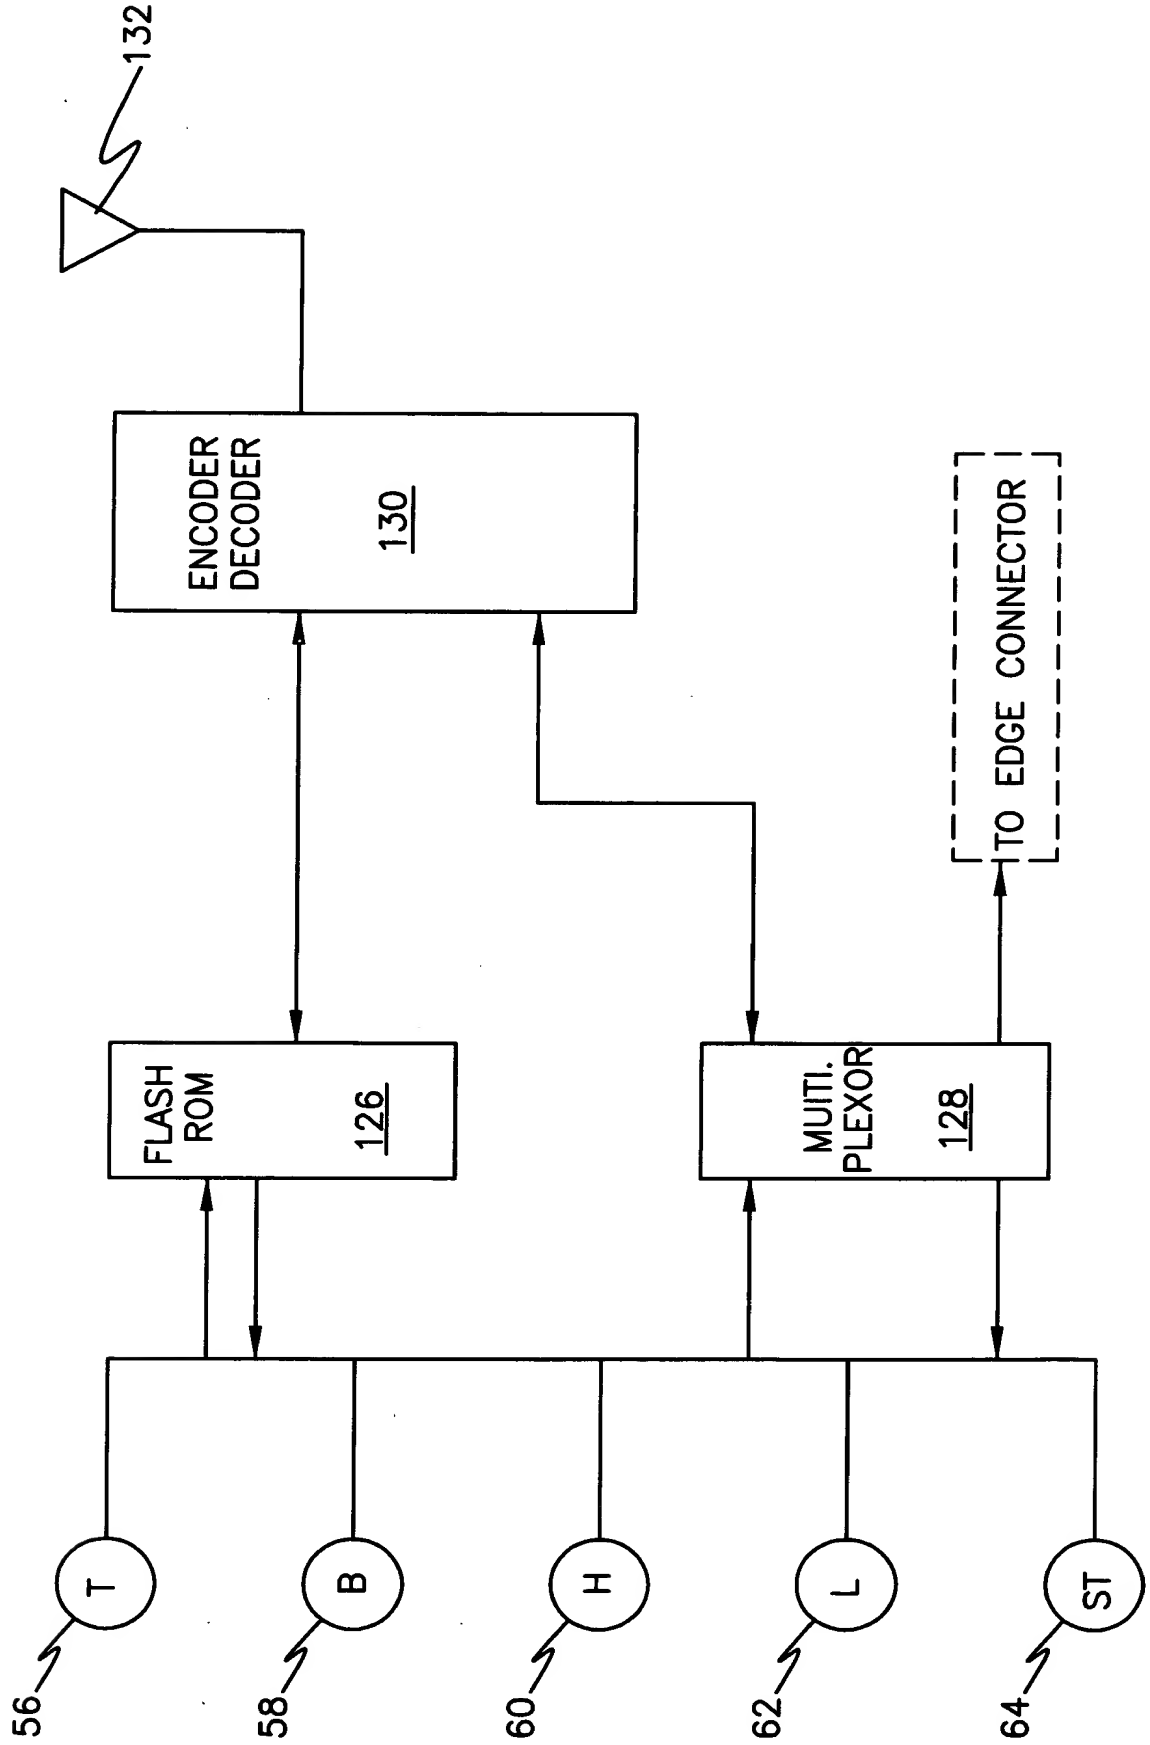 132
ENCODER
DECODER
130
FLASH
ROM
126
MUITI.
PLEXOR
128
TO EDGE CONNECTOR
T
B
H
L
ST
56
58
60
62
64